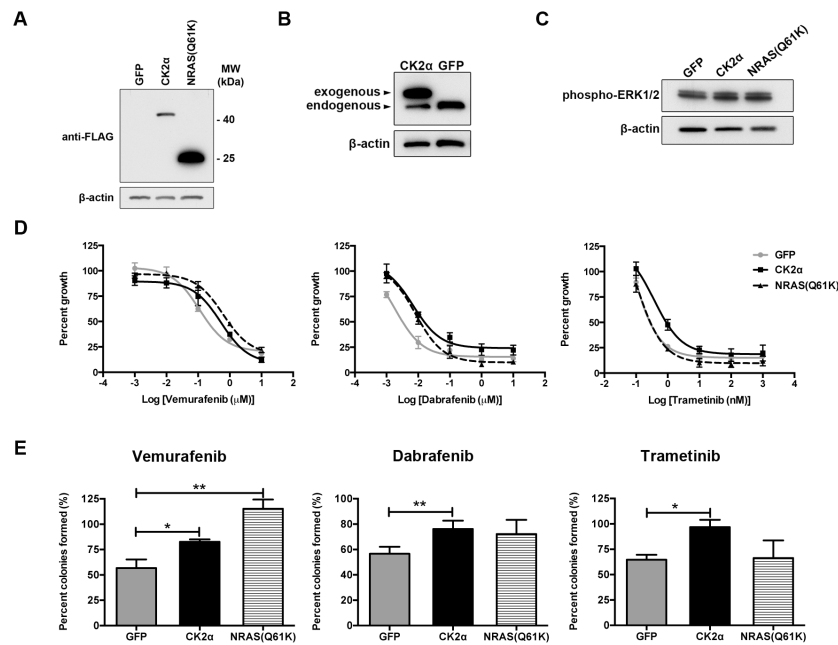 A
GFP
CK2α
NRAS(Q61K)
MW
(kDa)
anti-FLAG
- 40
- 25
β-actin
B
CK2α GFP
exogenous
endogenous
β-actin
C
GFP
CK2α
NRAS(Q61K)
phospho-ERK1/2
β-actin
D
Percent growth
125
100
75
50
25
0
-4 -3 -2 -1 0 1 2
Log [Vemurafenib (μM)]
Percent growth
125
100
75
50
25
0
-4 -3 -2 -1 0 1 2
Log [Dabrafenib (μM)]
Percent growth
125
100
75
50
25
0
-2 -1 0 1 2 3 4
Log [Trametinib (nM)]
GFP
CK2α
NRAS(Q61K)
E
Vemurafenib
Percent colonies formed (%)
125
100
75
50
25
0
**
*
GFP CK2α NRAS(Q61K)
Dabrafenib
Percent colonies formed (%)
100
80
60
40
20
0
**
GFP CK2α NRAS(Q61K)
Trametinib
Percent colonies formed (%)
125
100
75
50
25
0
*
GFP CK2α NRAS(Q61K)